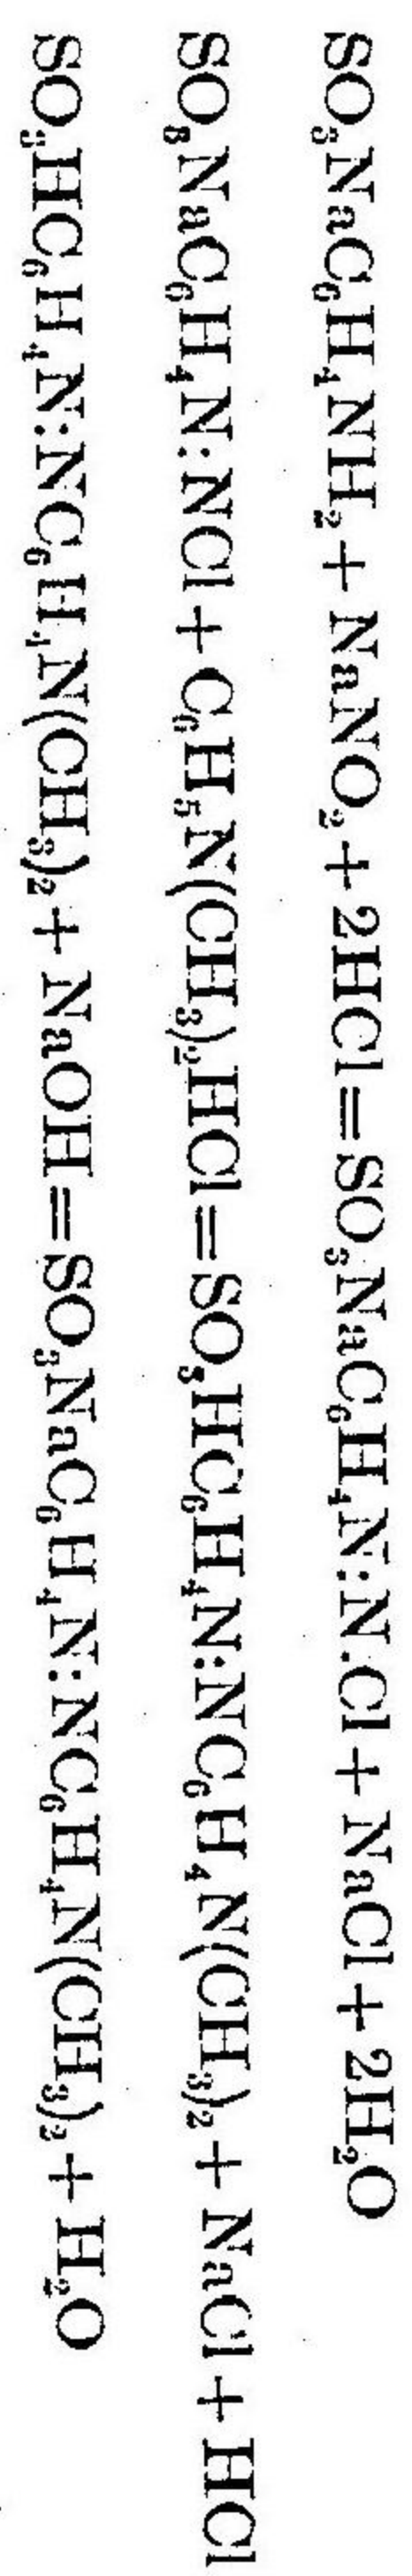 SO₃NaC₆H₄NH₂ + NaNO₂ + 2HCl = SO₃NaC₆H₄N:N.Cl + NaCl + 2H₂O
SO₃NaC₆H₄N:NCl + C₆H₅N(CH₃)₂HCl = SO₃HC₆H₄N:NC₆H₄N(CH₃)₂ + NaCl + HCl
SO₃HC₆H₄N:NC₆H₄N(CH₃)₂ + NaOH = SO₃NaC₆H₄N:NC₆H₄N(CH₃)₂ + H₂O